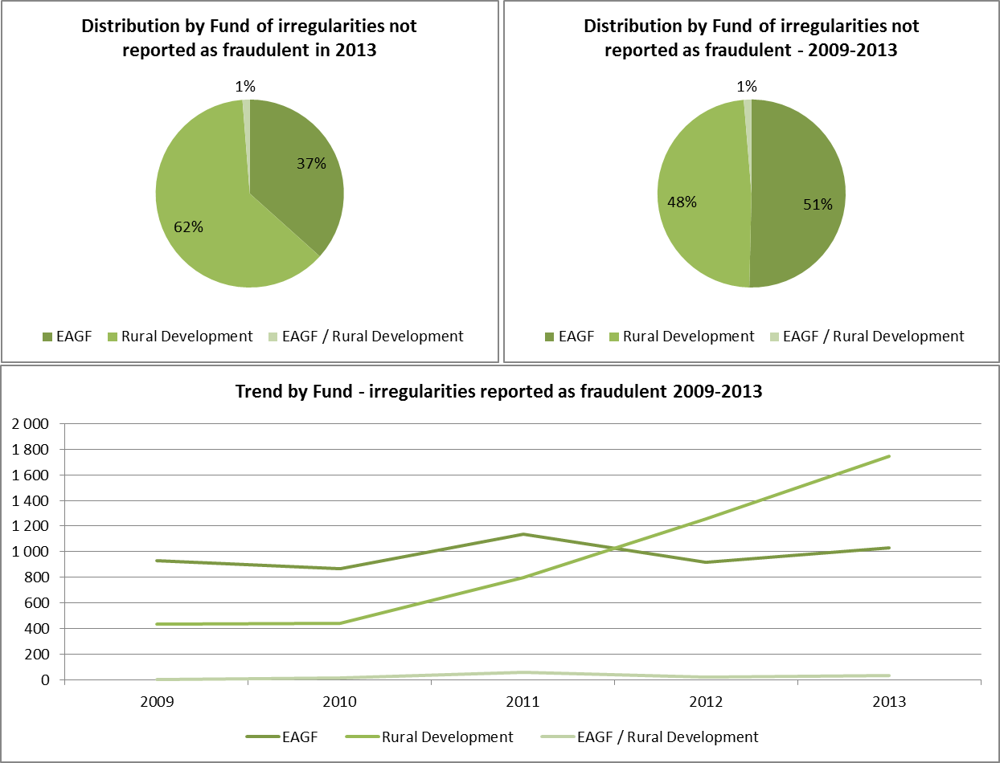 Distribution by Fund of irregularities not
reported as fraudulent in 2013
1%
37%
62%
EAGF Rural Development EAGF / Rural Development
Distribution by Fund of irregularities not
reported as fraudulent - 2009-2013
1%
48%
51%
EAGF Rural Development EAGF / Rural Development
Trend by Fund - irregularities reported as fraudulent 2009-2013
2 000
1 800
1 600
1 400
1 200
1 000
800
600
400
200
0
2009 2010 2011 2012 2013
EAGF Rural Development EAGF / Rural Development